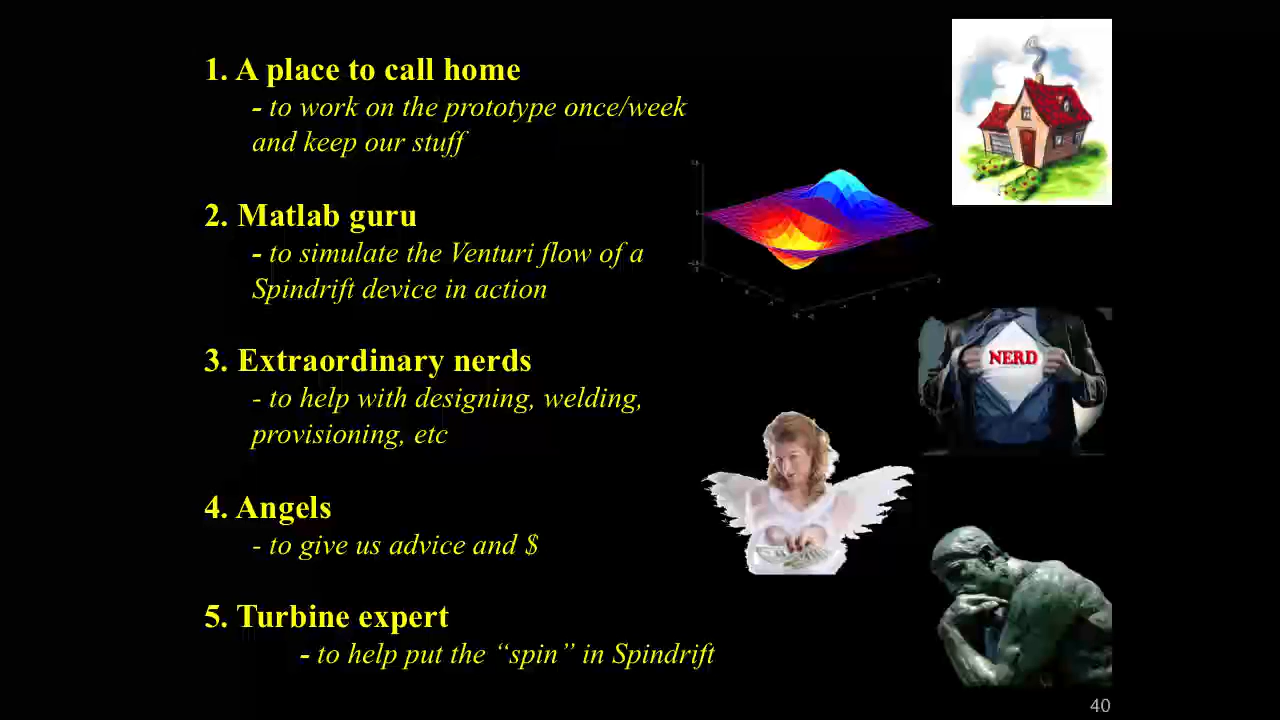 1. A place to call home
- to work on the prototype once/week
and keep our stuff
2. Matlab guru
- to simulate the Venturi flow of a
Spindrift device in action
3. Extraordinary nerds
- to help with designing, welding,
provisioning, etc
NERD
4. Angels
- to give us advice and $
5. Turbine expert
- to help put the “spin” in Spindrift
40